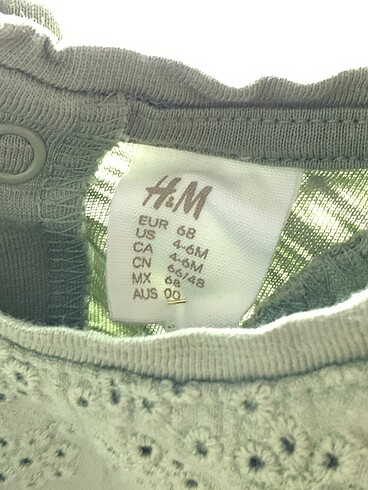 H&M
EUR 68
US 4-6M
CA 4-6M
CN 66/48
MX 68
AUS 00